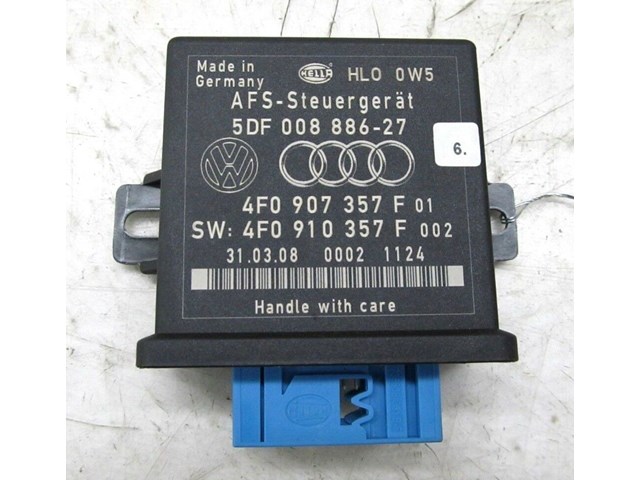 Made in
Germany
HELLA
HL0 0W5
AFS-Steuergerät
5DF 008 886-27
6.
4F0 907 357 F 01
SW: 4F0 910 357 F 002
31.03.08 0002 1124
Handle with care
HELLA